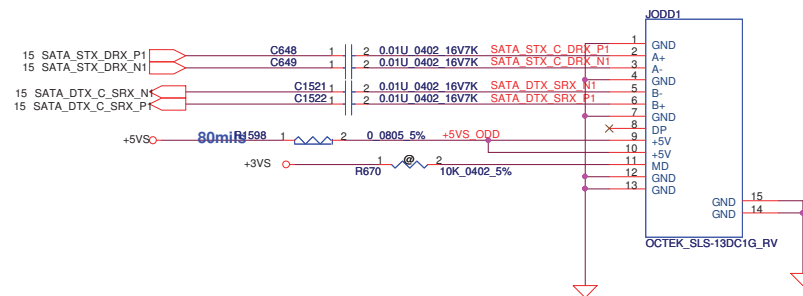 JODD1
15 SATA_STX_DRX_P1 C648 1 2 0.01U_0402_16V7K SATA_STX_C_DRX_P1
15 SATA_STX_DRX_N1 C649 1 2 0.01U_0402_16V7K SATA_STX_C_DRX_N1
15 SATA_DTX_C_SRX_N1 C1521 1 2 0.01U_0402_16V7K SATA_DTX_SRX_N1
15 SATA_DTX_C_SRX_P1 C1522 1 2 0.01U_0402_16V7K SATA_DTX_SRX_P1
+5VS 80mils R1598 1 2 0_0805_5% +5VS_ODD
+3VS R670 1 @ 2 10K_0402_5%
1 GND
2 A+
3 A-
4 GND
5 B-
6 B+
7 GND
8 DP
9 +5V
10 +5V
11 MD
12 GND
13 GND
GND 15
GND 14
OCTEK_SLS-13DC1G_RV